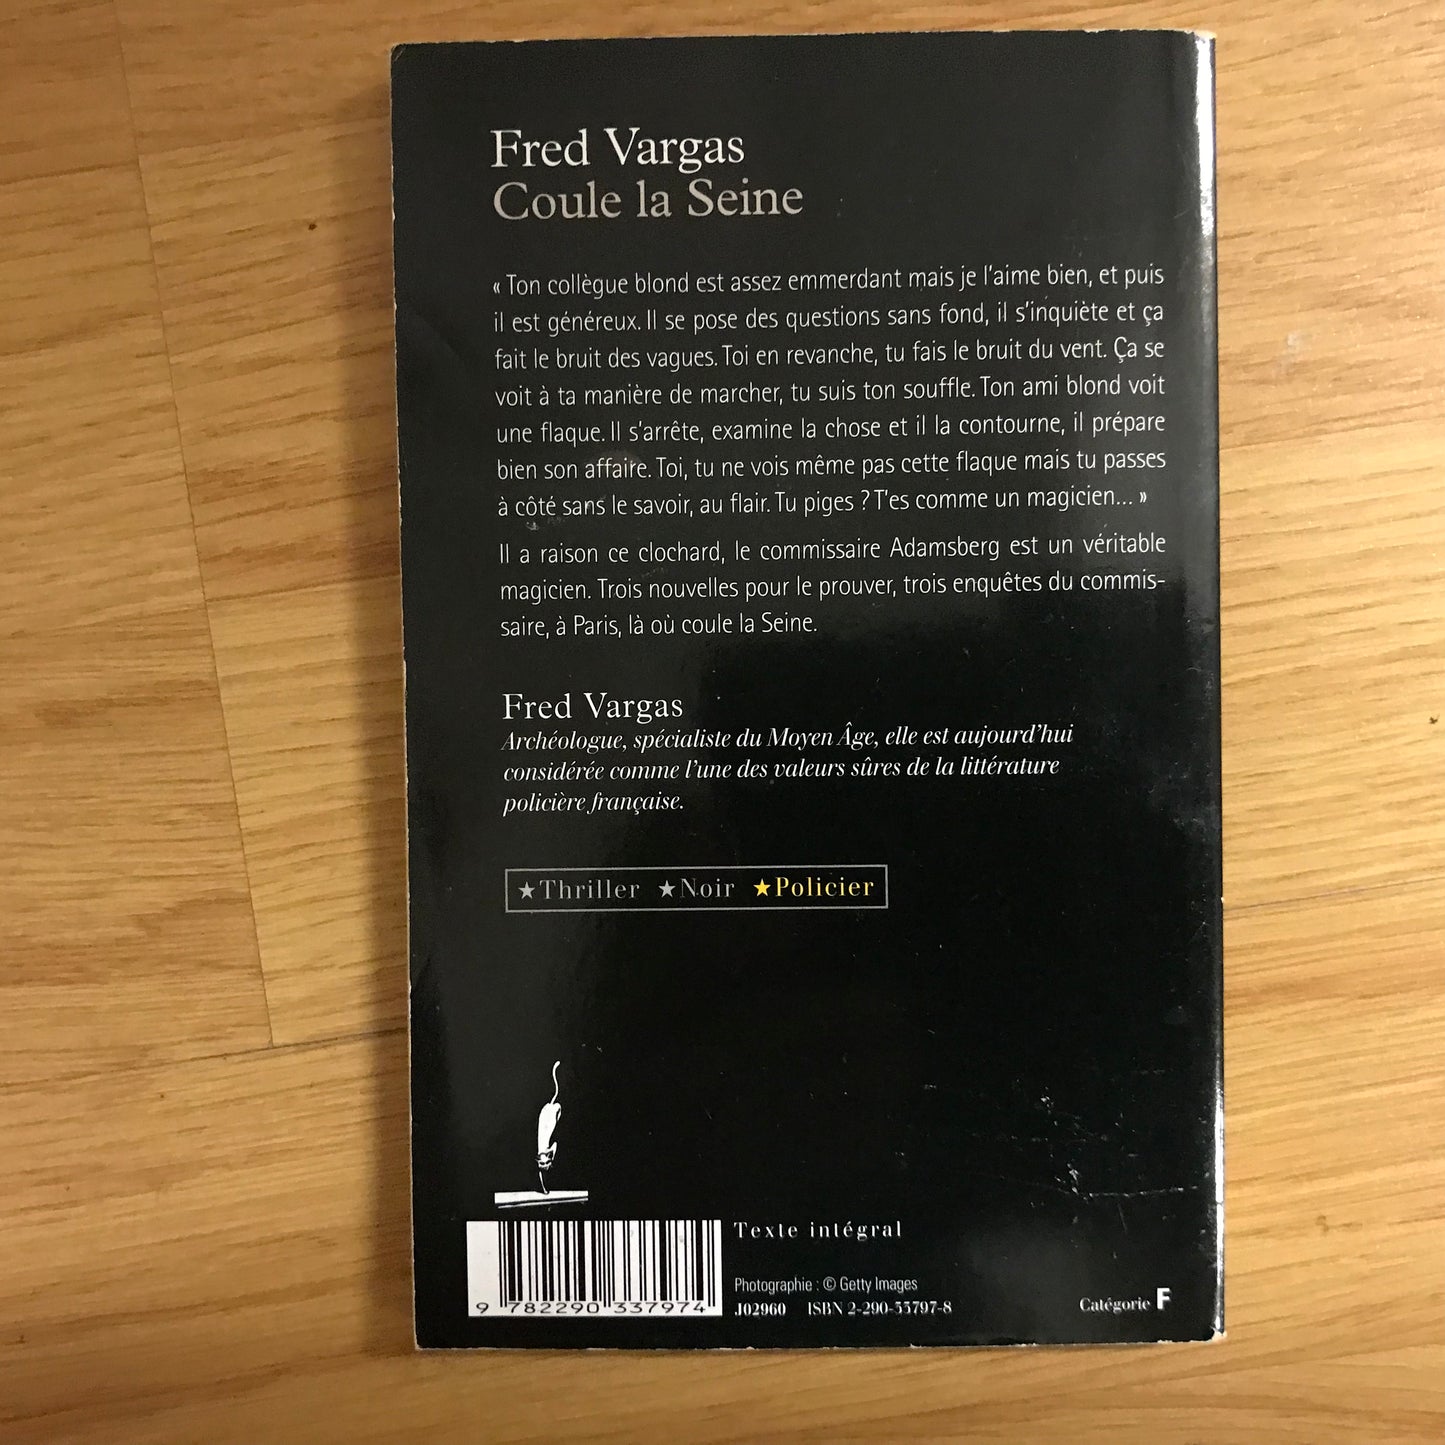 Fred Vargas
Coule la Seine
« Ton collègue blond est assez emmerdant mais je l'aime bien, et puis
il est généreux. Il se pose des questions sans fond, il s'inquiète et ça
fait le bruit des vagues. Toi en revanche, tu fais le bruit du vent. Ça se
voit à ta manière de marcher, tu suis ton souffle. Ton ami blond voit
une flaque. Il s'arrête, examine la chose et il la contourne, il prépare
bien son affaire. Toi, tu ne vois même pas cette flaque mais tu passes
à côté sans le savoir, au flair. Tu piges ? T'es comme un magicien... »
Il a raison ce clochard, le commissaire Adamsberg est un véritable
magicien. Trois nouvelles pour le prouver, trois enquêtes du commis-
saire, à Paris, là où coule la Seine.
Fred Vargas
Archéologue, spécialiste du Moyen Âge, elle est aujourd'hui
considérée comme l'une des valeurs sûres de la littérature
policière française.
★Thriller ★Noir ★Policier
Texte intégral
Photographie : © Getty Images
J02960 ISBN 2-290-33797-8
Catégorie F
9 782290 337974